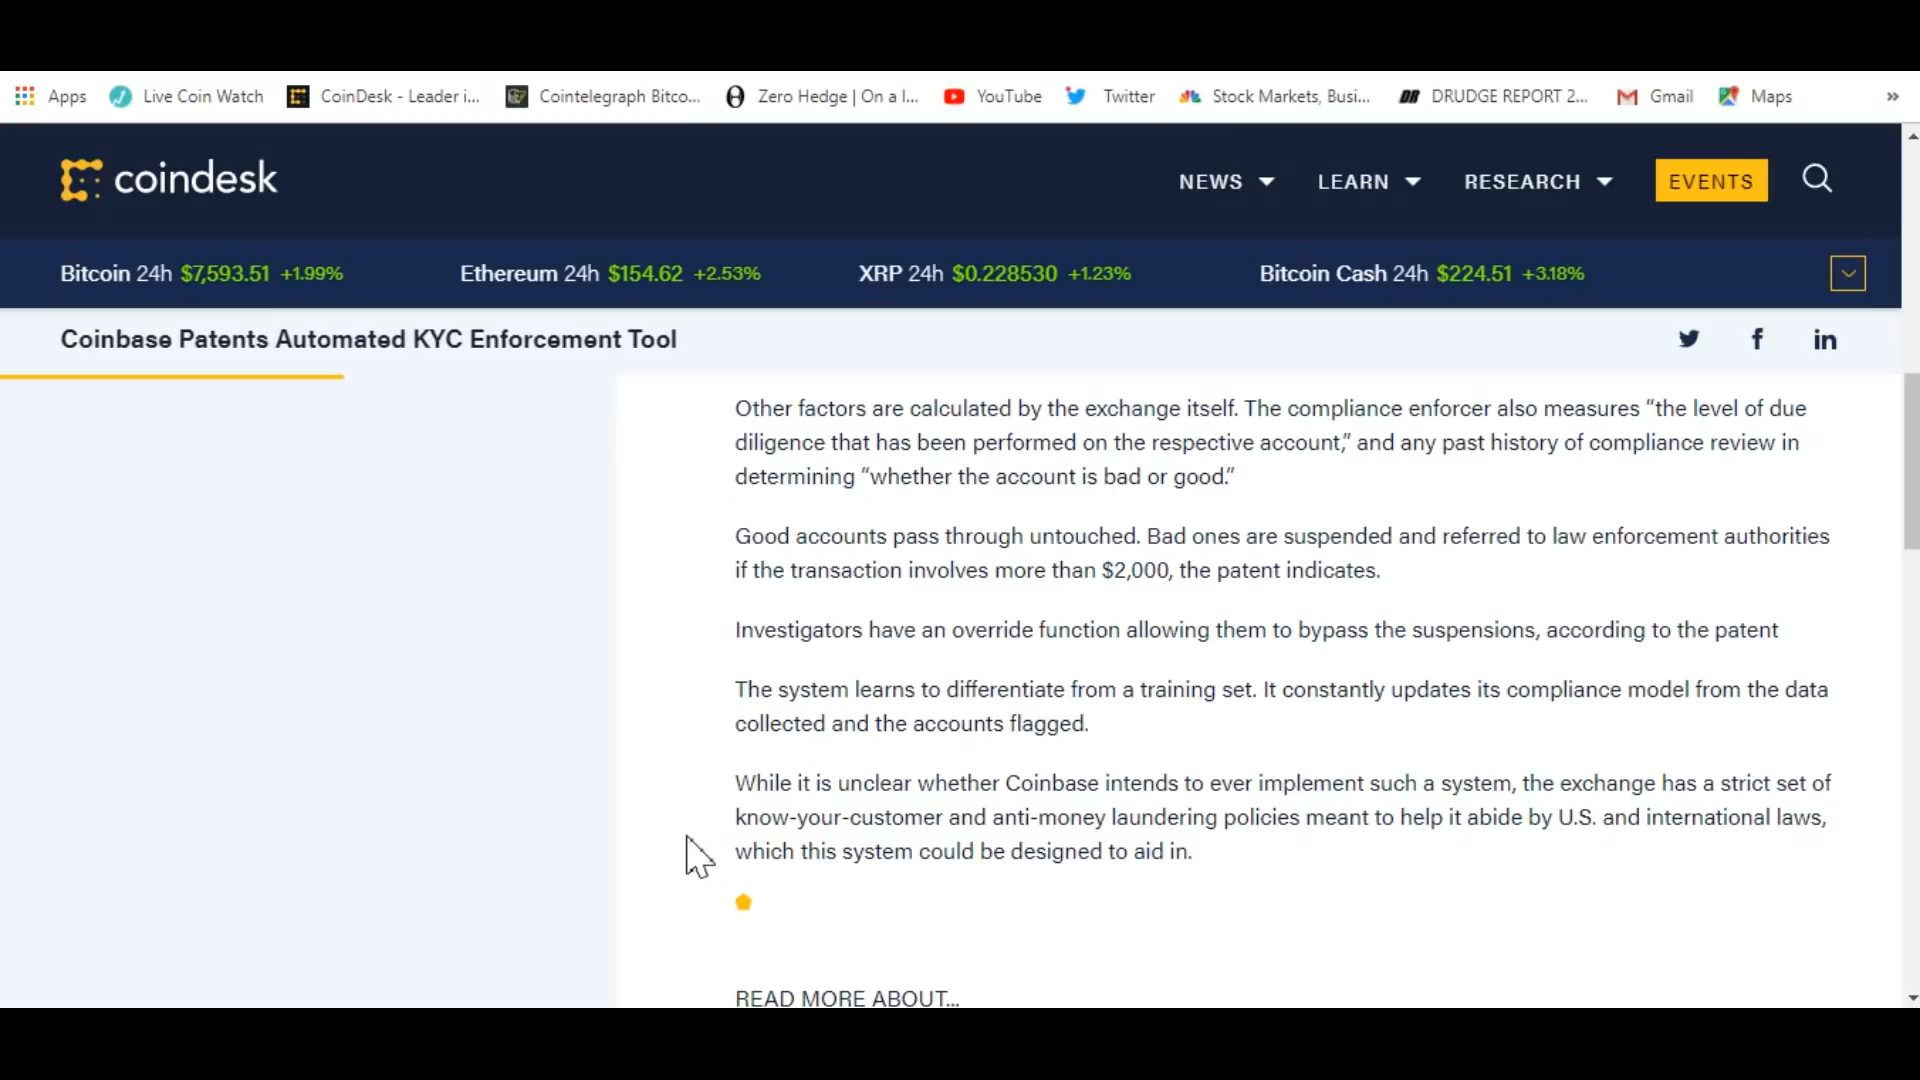 Apps Live Coin Watch CoinDesk - Leader i... Cointelegraph Bitco... Zero Hedge | On a l... YouTube Twitter Stock Markets, Busi... DRUDGE REPORT 2... Gmail Maps »
coindesk NEWS LEARN RESEARCH EVENTS
Bitcoin 24h $7,593.51 +1.99% Ethereum 24h $154.62 +2.53% XRP 24h $0.228530 +1.23% Bitcoin Cash 24h $224.51 +3.18%
Coinbase Patents Automated KYC Enforcement Tool
Other factors are calculated by the exchange itself. The compliance enforcer also measures “the level of due
diligence that has been performed on the respective account,” and any past history of compliance review in
determining “whether the account is bad or good.”
Good accounts pass through untouched. Bad ones are suspended and referred to law enforcement authorities
if the transaction involves more than $2,000, the patent indicates.
Investigators have an override function allowing them to bypass the suspensions, according to the patent
The system learns to differentiate from a training set. It constantly updates its compliance model from the data
collected and the accounts flagged.
While it is unclear whether Coinbase intends to ever implement such a system, the exchange has a strict set of
know-your-customer and anti-money laundering policies meant to help it abide by U.S. and international laws,
which this system could be designed to aid in.
READ MORE ABOUT...